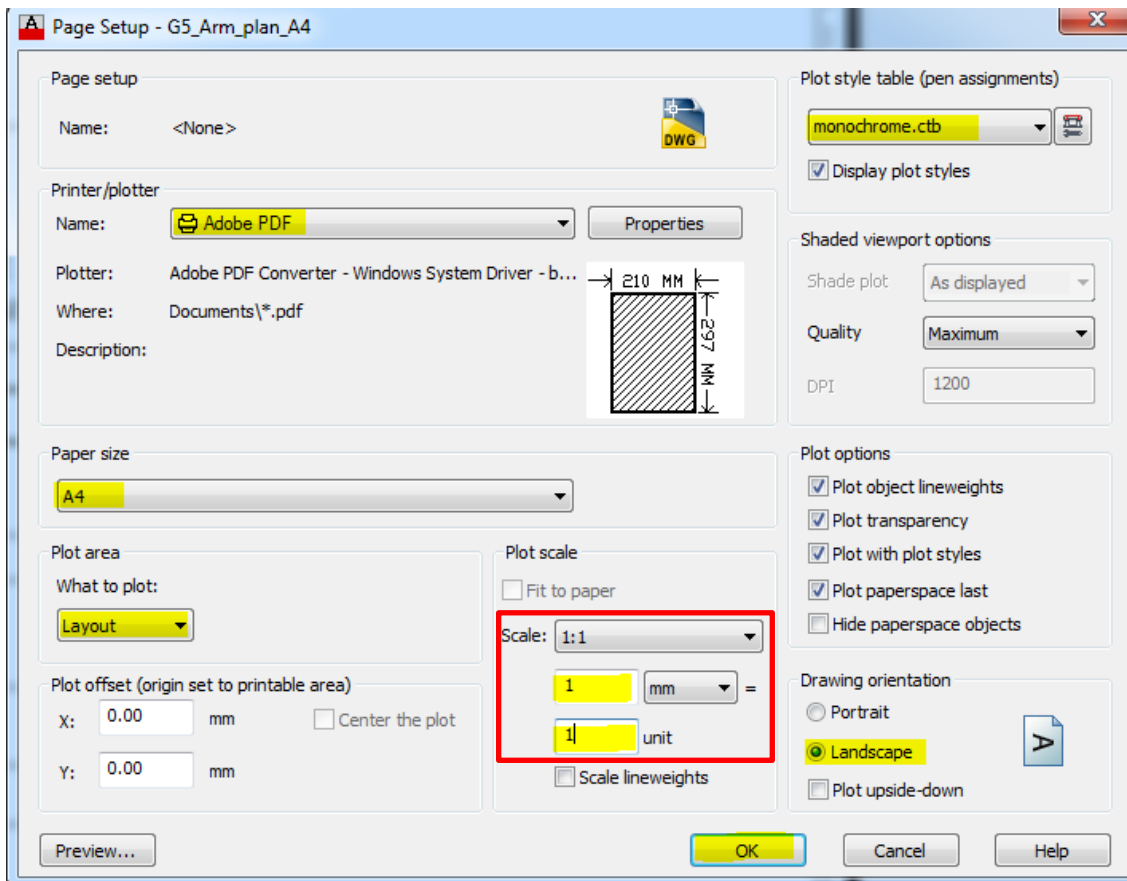 Page Setup - G5_Arm_plan_A4
Page setup
Name: <None>
DWG
Printer/plotter
Name: Adobe PDF Properties
Plotter: Adobe PDF Converter - Windows System Driver - b...
Where: Documents\*.pdf
Description:
210 MM
297 MM
Paper size
A4
Plot area
What to plot:
Layout
Plot offset (origin set to printable area)
X: 0.00 mm Center the plot
Y: 0.00 mm
Plot scale
Fit to paper
Scale: 1:1
1 mm =
1 unit
Scale lineweights
Plot style table (pen assignments)
monochrome.ctb
Display plot styles
Shaded viewport options
Shade plot As displayed
Quality Maximum
DPI 1200
Plot options
Plot object lineweights
Plot transparency
Plot with plot styles
Plot paperspace last
Hide paperspace objects
Drawing orientation
Portrait
Landscape
A
Plot upside-down
Preview... OK Cancel Help